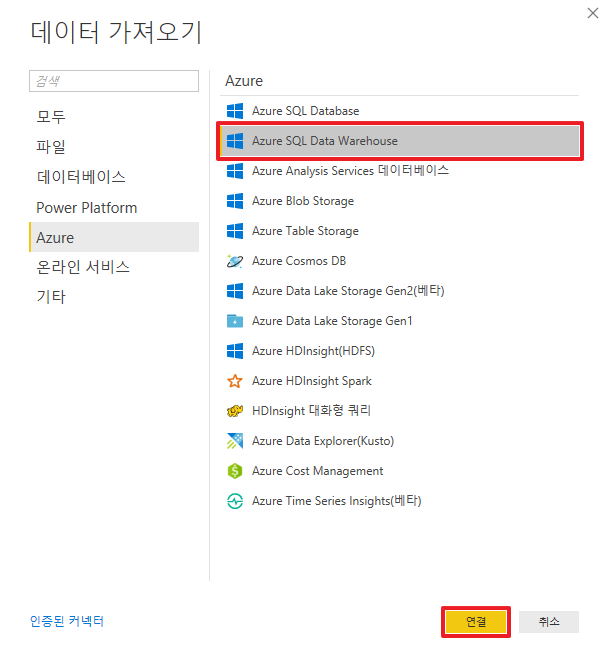 데이터 가져오기
검색
모두
파일
데이터베이스
Power Platform
Azure
온라인 서비스
기타
Azure
Azure SQL Database
Azure SQL Data Warehouse
Azure Analysis Services 데이터베이스
Azure Blob Storage
Azure Table Storage
Azure Cosmos DB
Azure Data Lake Storage Gen2(베타)
Azure Data Lake Storage Gen1
Azure HDInsight(HDFS)
Azure HDInsight Spark
HDInsight 대화형 쿼리
Azure Data Explorer(Kusto)
Azure Cost Management
Azure Time Series Insights(베타)
인증된 커넥터
연결
취소